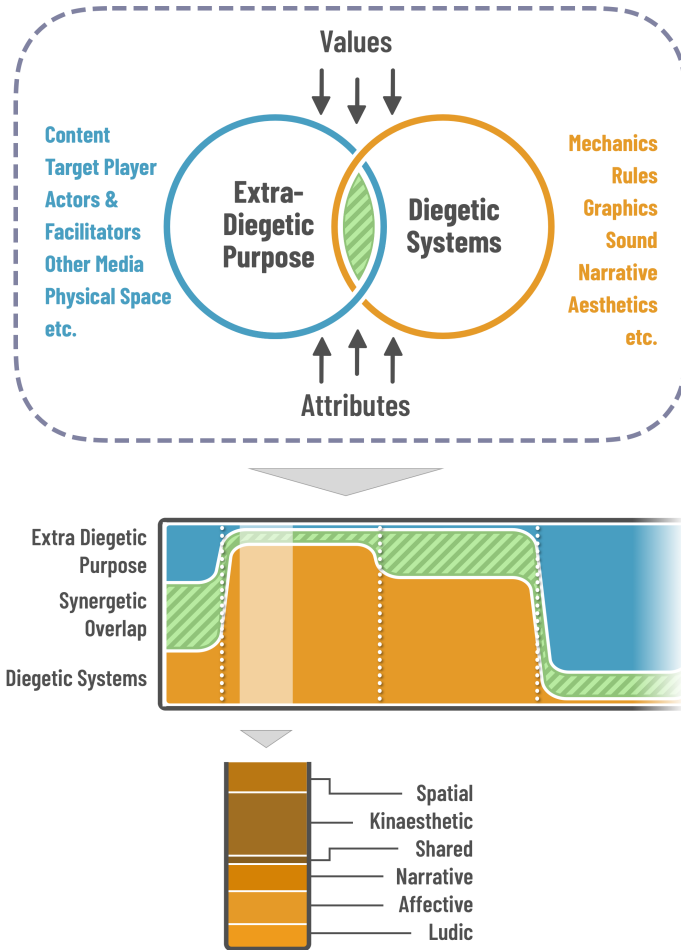 Values
Content
Target Player
Actors &
Facilitators
Other Media
Physical Space
etc.
Extra-
Diegetic
Purpose
Diegetic
Systems
Mechanics
Rules
Graphics
Sound
Narrative
Aesthetics
etc.
Attributes
Extra Diegetic
Purpose
Synergetic
Overlap
Diegetic Systems
Spatial
Kinaesthetic
Shared
Narrative
Affective
Ludic